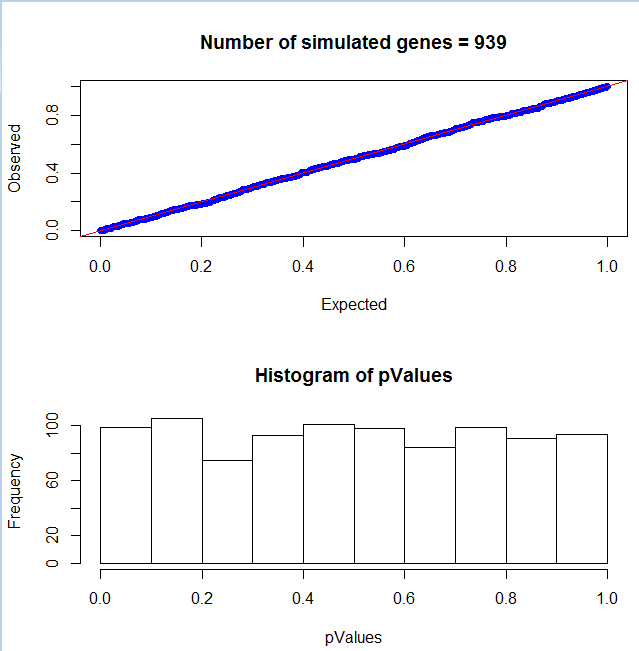 Number of simulated genes = 939
Observed
0.8
0.4
0.0
0.0 0.2 0.4 0.6 0.8 1.0
Expected
Histogram of pValues
Frequency
100
60
20
0
0.0 0.2 0.4 0.6 0.8 1.0
pValues